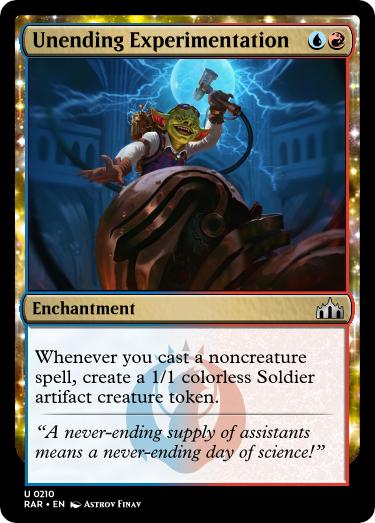 Unending Experimentation
Enchantment
Whenever you cast a noncreature
spell, create a 1/1 colorless Soldier
artifact creature token.
“A never-ending supply of assistants
means a never-ending day of science!”
U 0210
RAR • EN Astrov Finav